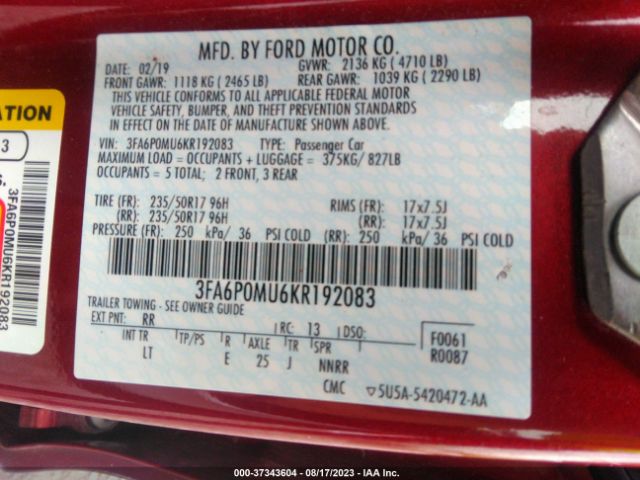 MFD. BY FORD MOTOR CO.
DATE: 02/19 GVWR: 2136 KG ( 4710 LB)
FRONT GAWR: 1118 KG ( 2465 LB) REAR GAWR: 1039 KG ( 2290 LB)
THIS VEHICLE CONFORMS TO ALL APPLICABLE FEDERAL MOTOR
VEHICLE SAFETY, BUMPER, AND THEFT PREVENTION STANDARDS
IN EFFECT ON THE DATE OF MANUFACTURE SHOWN ABOVE.
VIN: 3FA6P0MU6KR192083 TYPE: Passenger Car
MAXIMUM LOAD = OCCUPANTS + LUGGAGE = 375KG/ 827LB
OCCUPANTS = 5 TOTAL; 2 FRONT, 3 REAR
TIRE (FR): 235/50R17 96H RIMS (FR): 17x7.5J
(RR): 235/50R17 96H (RR): 17x7.5J
PRESSURE (FR): 250 kPa/ 36 PSI COLD (RR): 250 kPa/ 36 PSI COLD
3FA6P0MU6KR192083
TRAILER TOWING - SEE OWNER GUIDE
EXT PNT: RR RC: 13 DSO: F0061
INT TR TP/PS R AXLE TR SPR R0087
LT E 25 J NNRR
CMC 5U5A-5420472-AA
ATION
3
3FA6P0MU6KR192083
000-37343604 - 08/17/2023 - IAA Inc.